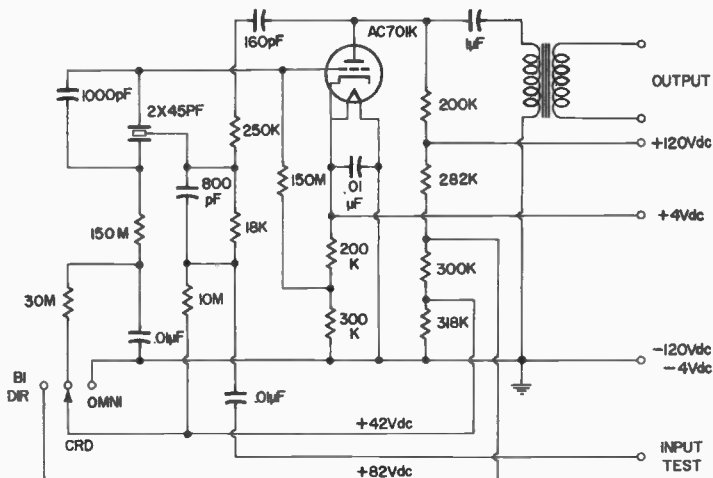 160pF
AC701K
1µF
1000pF
2X45PF
OUTPUT
200K
250K
+120Vdc
800
pF
150M
.01
µF
282K
150M
18K
+4Vdc
200
K
30M
10M
300K
300
K
318K
.01µF
-120Vdc
-4Vdc
BI
DIR
OMNI
.01µF
CRD
+42Vdc
INPUT
TEST
+82Vdc